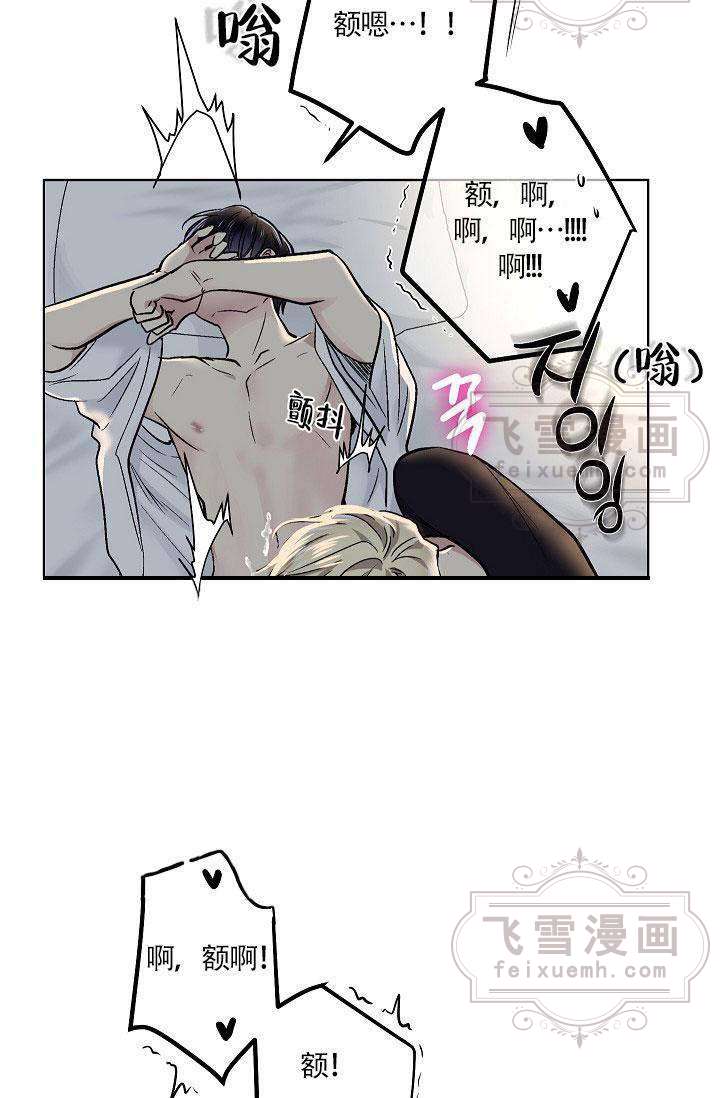 嗡
额嗯…！！
额，啊，
啊，啊…!!!!
啊!!!
지이잉
（嗡）
꾹
颤抖
飞雪漫画
feixuemh.com
飞雪漫画
feixuemh.com
啊，额啊!
额!